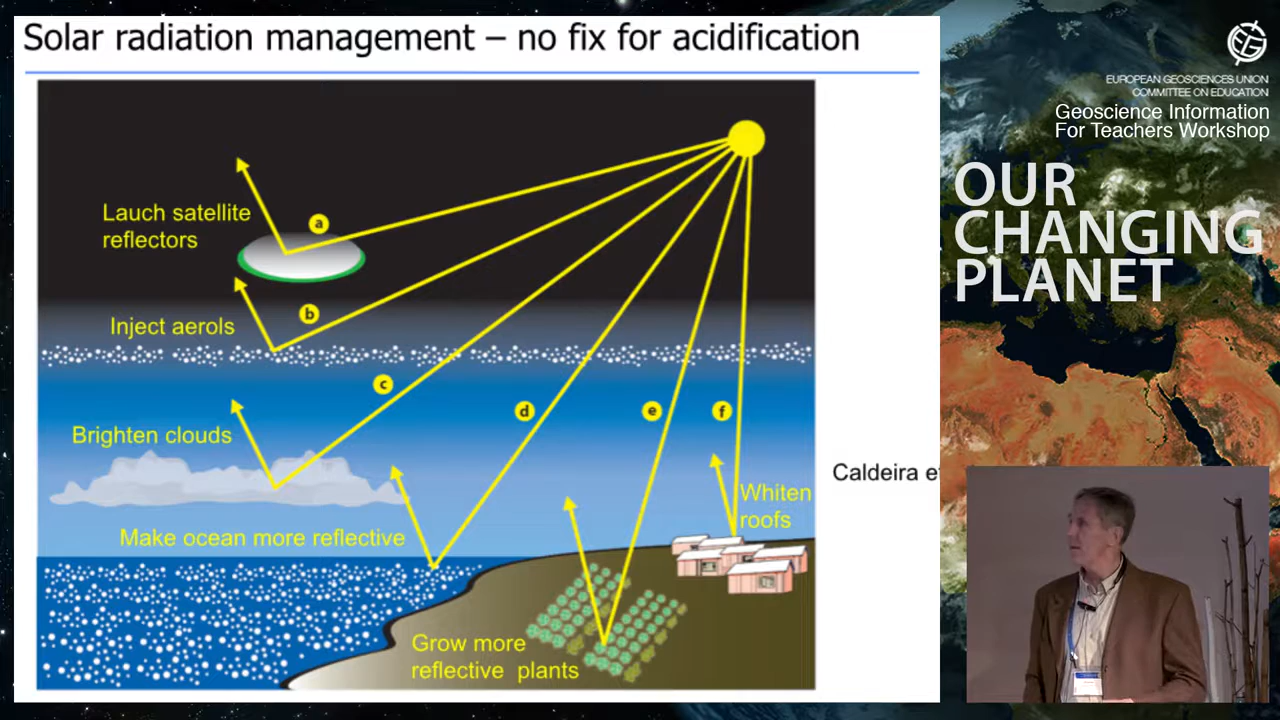 Solar radiation management – no fix for acidification
Lauch satellite
reflectors
a
Inject aerols
b
c
d
e
f
Brighten clouds
Make ocean more reflective
Whiten
roofs
Grow more
reflective plants
Caldeira e
EUROPEAN GEOSCIENCES UNION
COMMITTEE ON EDUCATION
Geoscience Information
For Teachers Workshop
OUR
CHANGING
PLANET